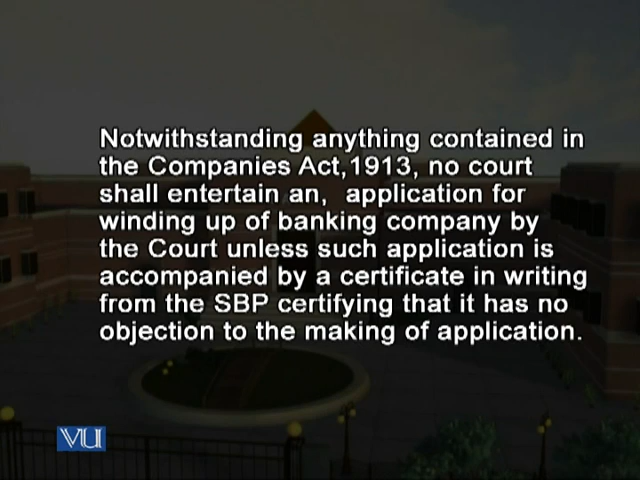 Notwithstanding anything contained in
the Companies Act,1913, no court
shall entertain an,  application for
winding up of banking company by
the Court unless such application is
accompanied by a certificate in writing
from the SBP certifying that it has no
objection to the making of application.
VU